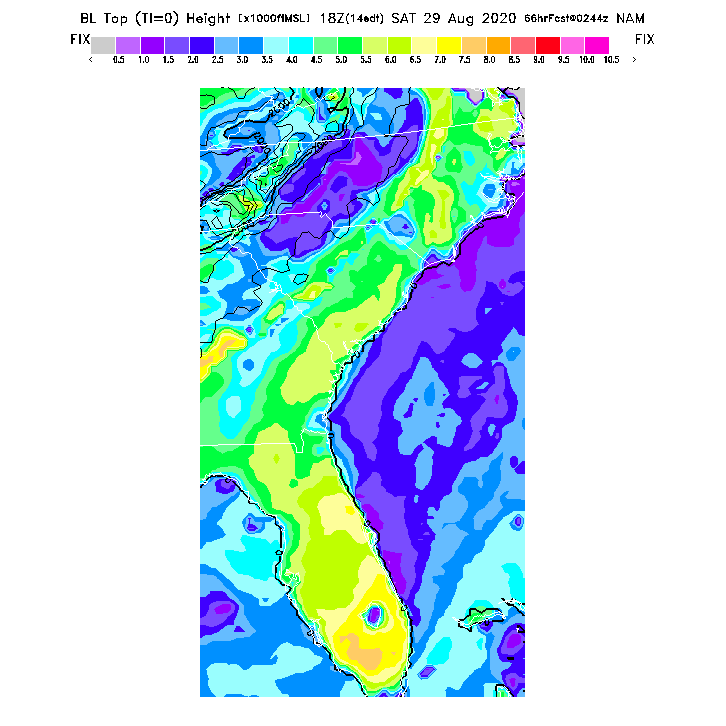 BL Top (TI=0) Height [x1000ftMSL] 18Z(14edt) SAT 29 Aug 2020 66hrFcst@0244z NAM
FIX FIX
< 0.5 1.0 1.5 2.0 2.5 3.0 3.5 4.0 4.5 5.0 5.5 6.0 6.5 7.0 7.5 8.0 8.5 9.0 9.5 10.0 10.5 >